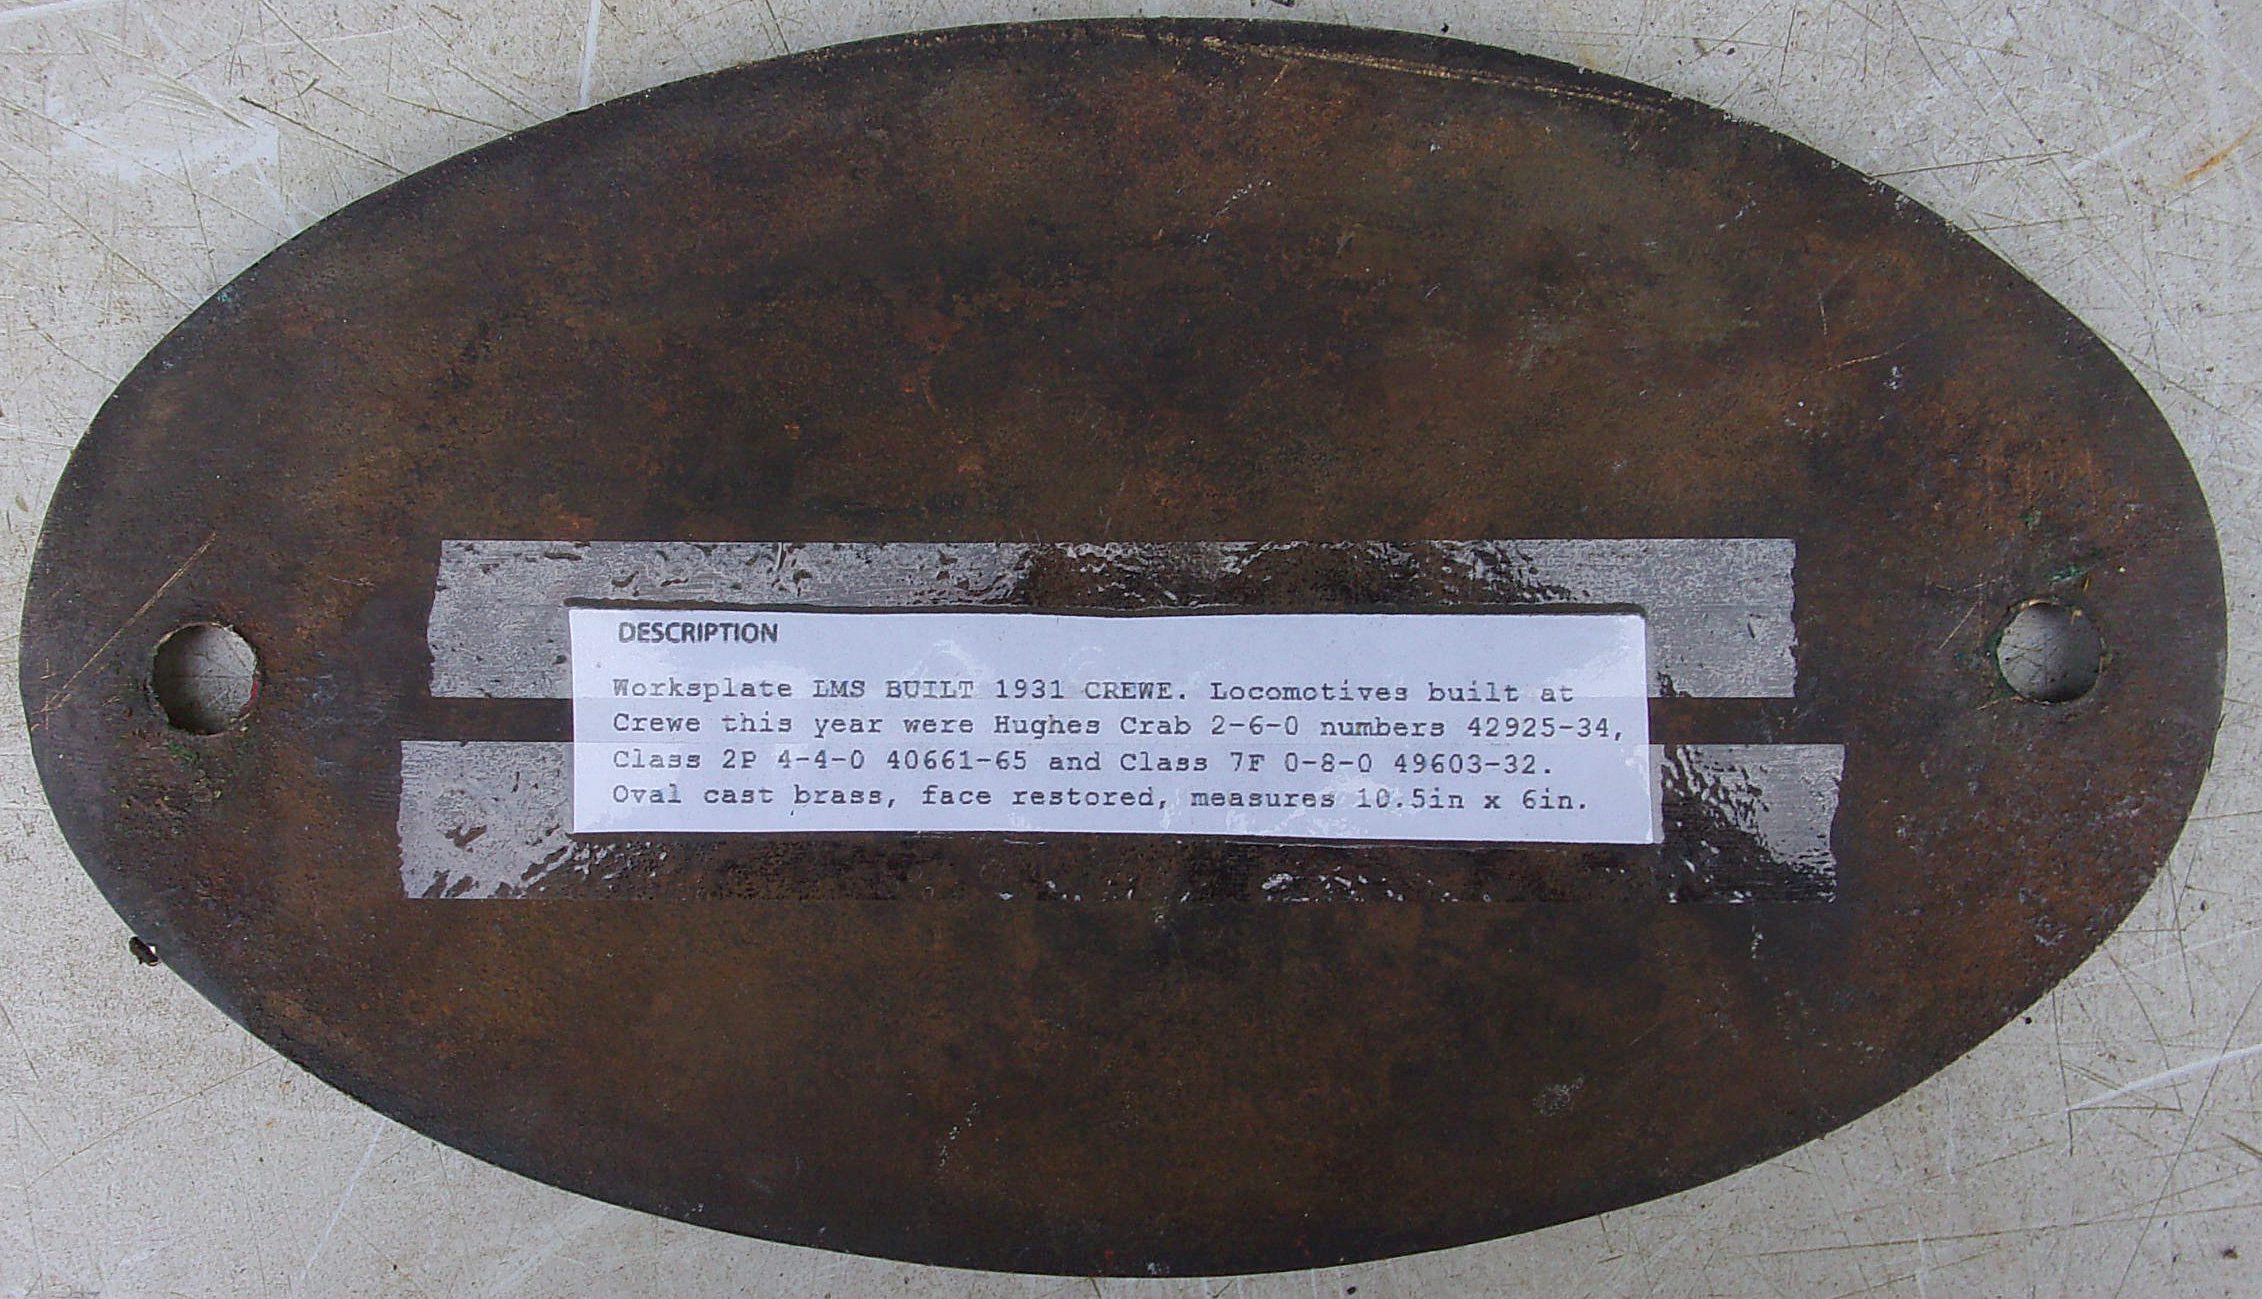 DESCRIPTION
Worksplate LMS BUILT 1931 CREWE. Locomotives built at
Crewe this year were Hughes Crab 2-6-0 numbers 42925-34,
Class 2P 4-4-0 40661-65 and Class 7F 0-8-0 49603-32.
Oval cast brass, face restored, measures 10.5in x 6in.